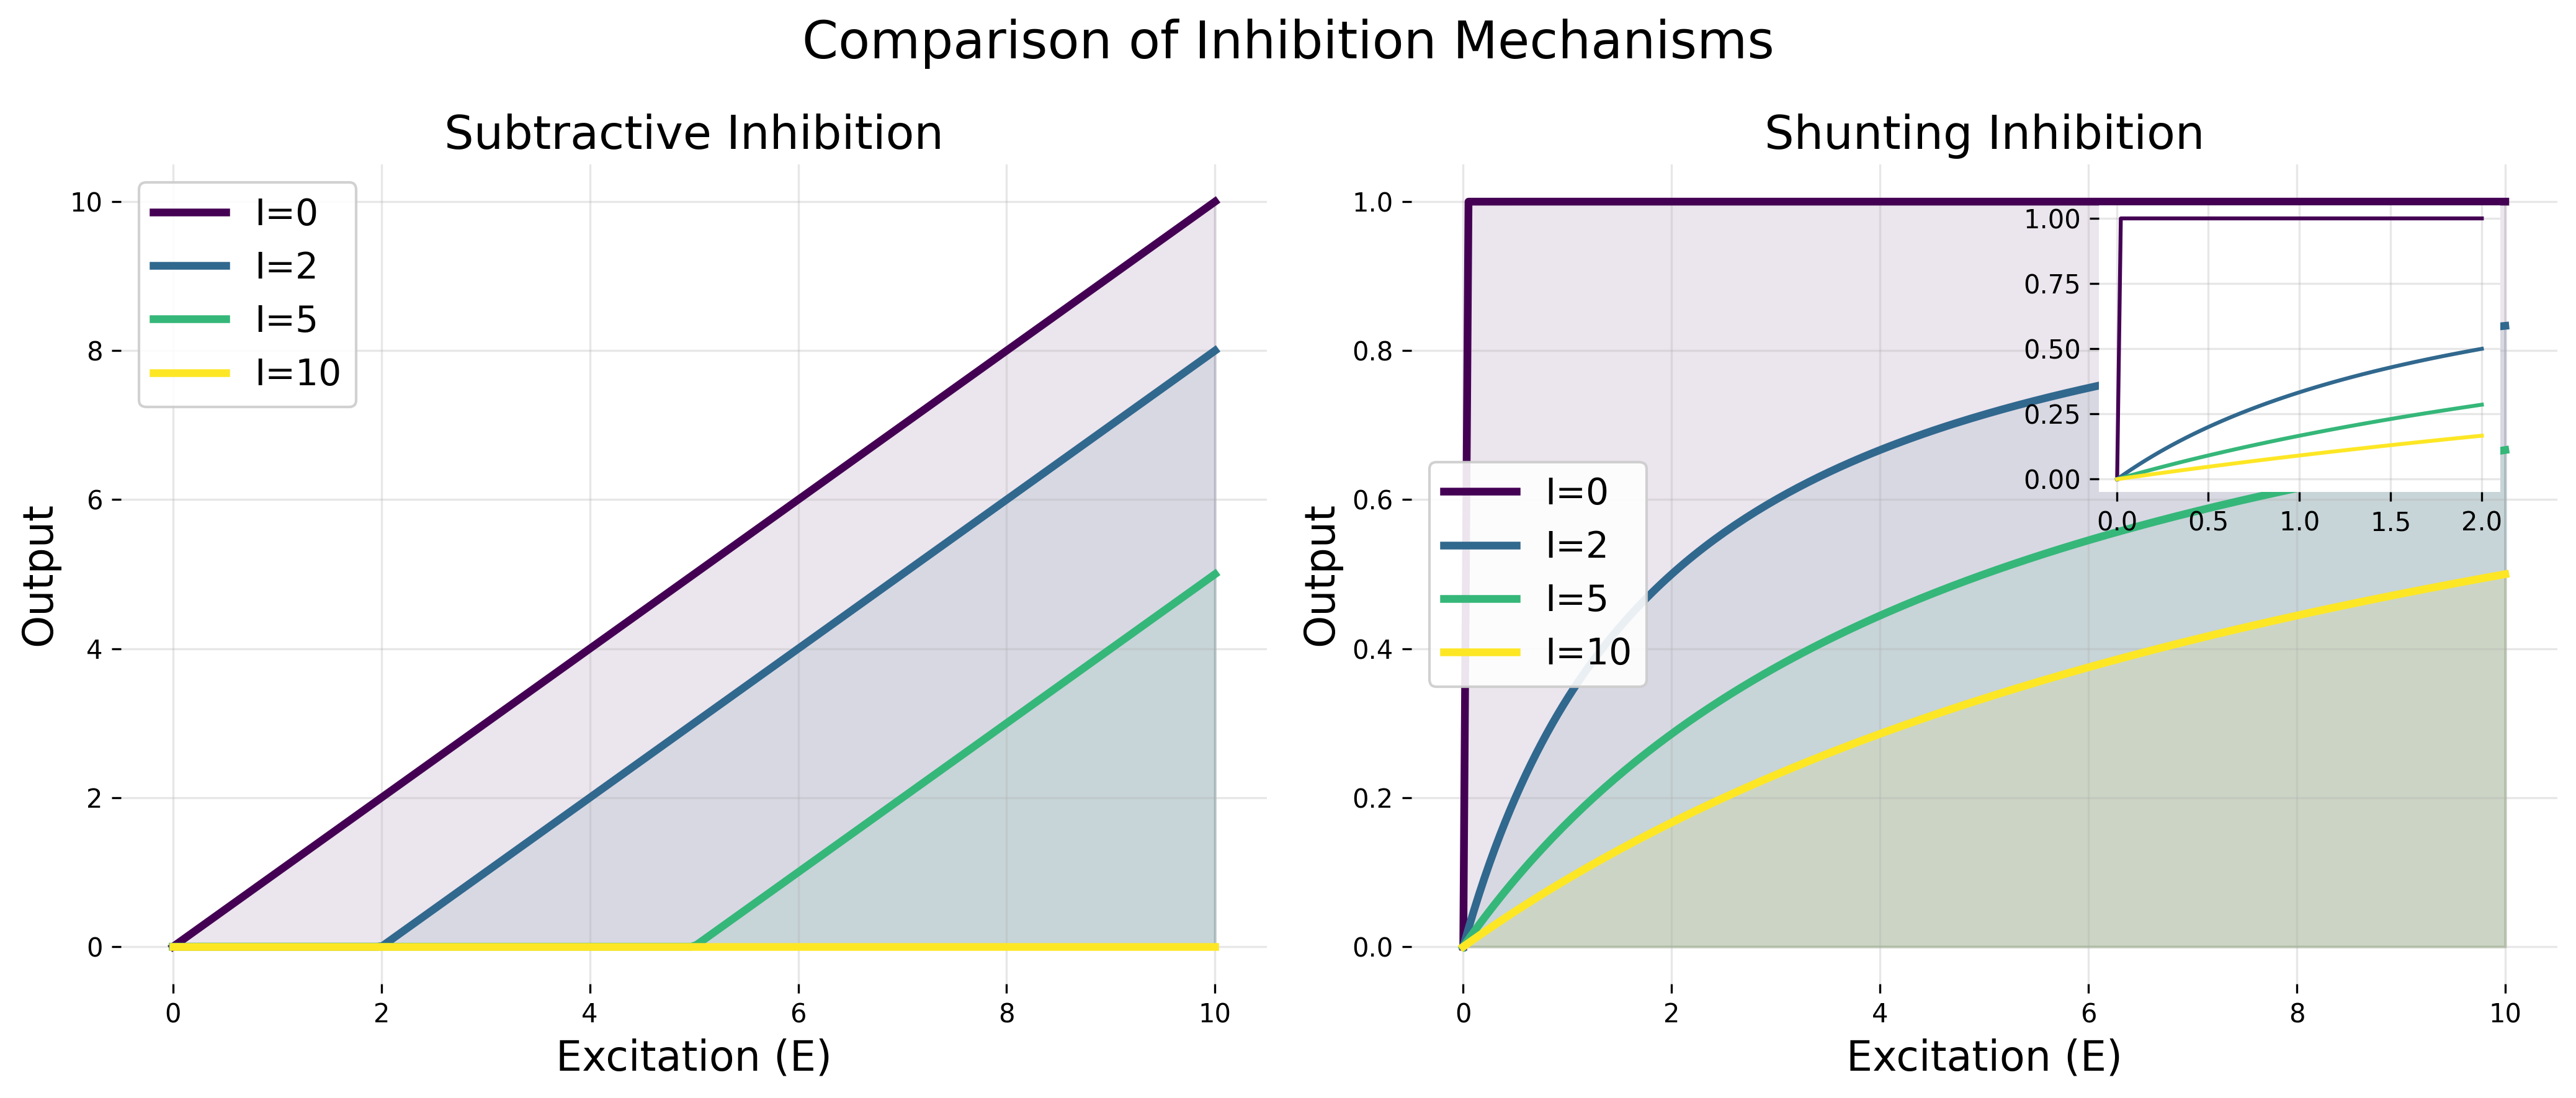 Comparison of Inhibition Mechanisms
Subtractive Inhibition
I=0
I=2
I=5
I=10
10
8
6
4
2
0
Output
0 2 4 6 8 10
Excitation (E)
Shunting Inhibition
I=0
I=2
I=5
I=10
1.0
0.8
0.6
0.4
0.2
0.0
Output
0 2 4 6 8 10
Excitation (E)
1.00
0.75
0.50
0.25
0.00
0.0 0.5 1.0 1.5 2.0